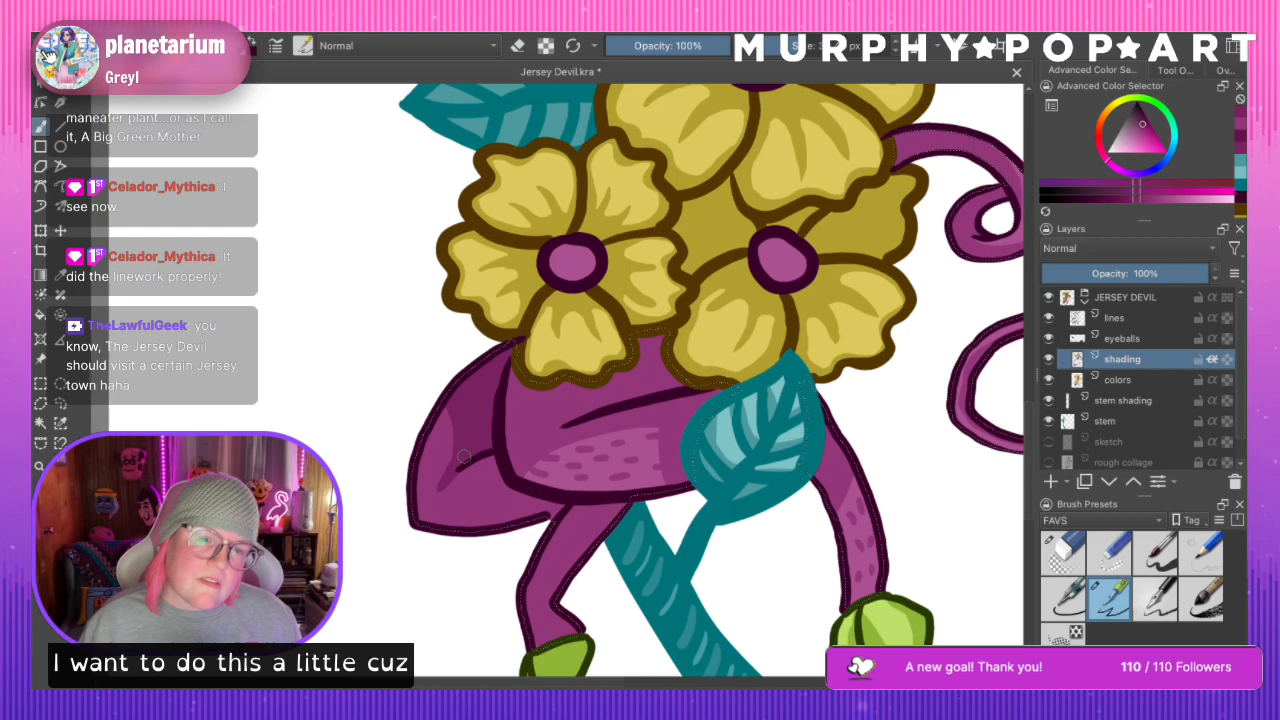 planetarium
Greyl
Normal
Opacity: 100%
MURPHY★POP★ART
Jersey Devil.kra *
Advanced Color Se...
Tool O...
Ov...
Advanced Color Selector
maneater plant...or as I call
it, A Big Green Mother
1ST Celador_Mythica I
see now.
1ST Celador_Mythica It
did the linework properly!
TheLawfulGeek you
know, The Jersey Devil
should visit a certain Jersey
town haha
Layers
Normal
Opacity: 100%
JERSEY DEVIL
lines
eyeballs
shading
colors
stem shading
stem
sketch
rough collage
Brush Presets
FAVS
Tag
I want to do this a little cuz
A new goal! Thank you!
110 / 110 Followers